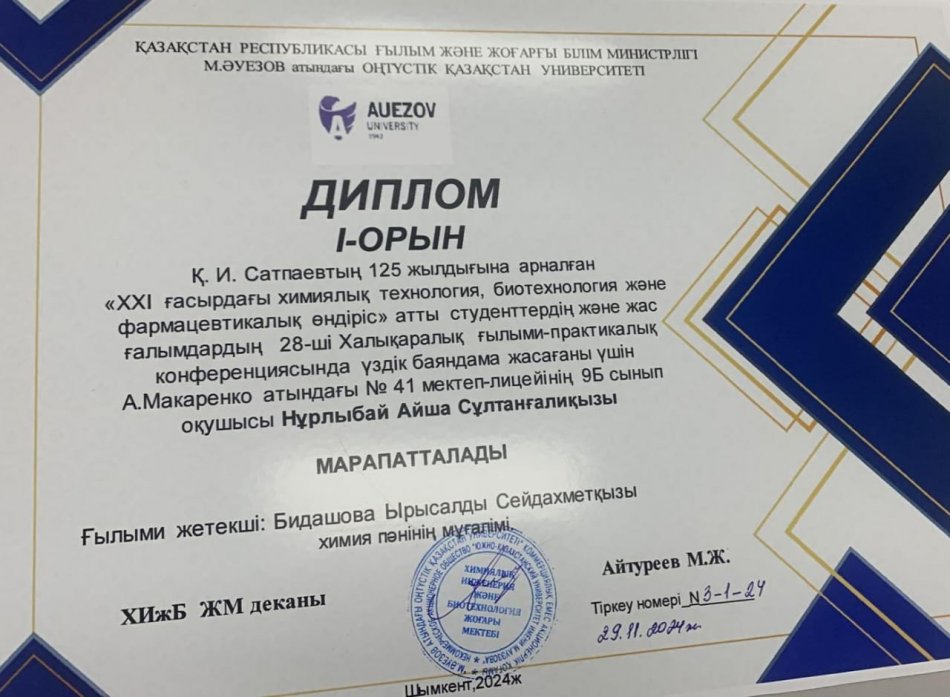 ҚАЗАҚСТАН РЕСПУБЛИКАСЫ ҒЫЛЫМ ЖӘНЕ ЖОҒАРҒЫ БІЛІМ МИНИСТРЛІГІ
М.ӘУЕЗОВ атындағы ОҢТҮСТІК ҚАЗАҚСТАН УНИВЕРСИТЕТІ
AUEZOV
UNIVERSITY
1943
ДИПЛОМ
І-ОРЫН
Қ. И. Сатпаевтың 125 жылдығына арналған
«XXI ғасырдағы химиялық технология, биотехнология және
фармацевтикалық өндіріс» атты студенттердің және жас
ғалымдардың 28-ші Халықаралық ғылыми-практикалық
конференциясында үздік баяндама жасағаны үшін
А.Макаренко атындағы № 41 мектеп-лицейінің 9Б сынып
оқушысы Нұрлыбай Айша Сұлтанғалиқызы
МАРАПАТТАЛАДЫ
Ғылыми жетекші: Бидашова Ырысалды Сейдахметқызы
химия пәнінің мұғалімі.
ХИжБ ЖМ деканы
ХИМИЯЛЫҚ
ИНЖЕНЕРИЯ
ЖӘНЕ
БИОТЕХНОЛОГИЯ
ЖОҒАРЫ
МЕКТЕБІ
Айтуреев М.Ж.
Тіркеу номері N3-1-24
29.11.2024ж
Шымкент,2024ж